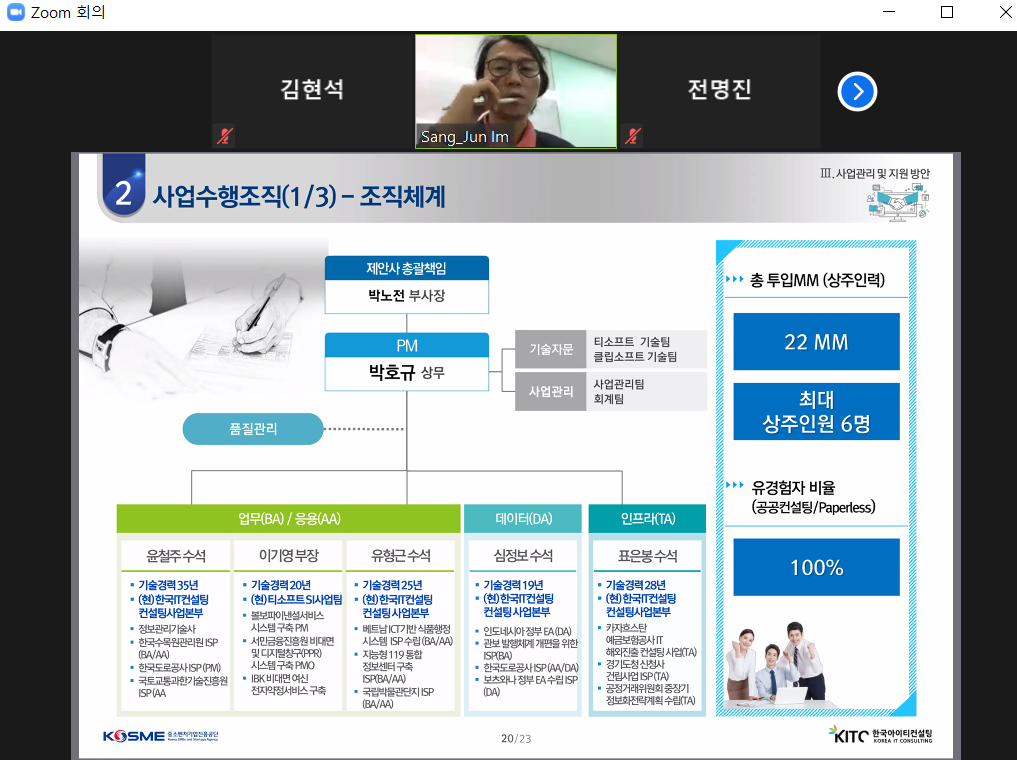 Zoom 회의
김현석
Sang_Jun Im
전명진
2
사업수행조직(1/3) – 조직체계
Ⅲ. 사업관리 및 지원 방안
제안사 총괄책임
박노전 부사장
PM
박호규 상무
기술자문
티소프트 기술팀
클립소프트 기술팀
사업관리
사업관리팀
회계팀
품질관리
업무(BA) / 응용(AA)
데이터(DA)
인프라(TA)
윤철주 수석
기술경력 35년
(현) 한국IT컨설팅
컨설팅사업본부
정보관리기술사
한국수목원관리원 ISP
(BA/AA)
한국도로공사 ISP (PM)
국토교통과학기술진흥원
ISP (AA
이기영 부장
기술경력 20년
(현) 티소프트 SI사업팀
볼보파이낸셜서비스
시스템 구축 PM
서민금융진흥원 비대면
및 디지털창구(PPR)
시스템 구축 PMO
IBK 비대면 여신
전자약정서비스 구축
유형근 수석
기술경력 25년
(현) 한국IT컨설팅
컨설팅 사업본부
베트남 ICT기반 식품행정
시스템 ISP 수립 (BA/AA)
지능형 119 통합
정보센터 구축
ISP(BA/AA)
국립박물관단지 ISP
(BA/AA)
심정보 수석
기술경력 19년
(현) 한국IT컨설팅
컨설팅 사업본부
인도네시아 정부 EA (DA)
관보 발행체계 개편을 위한
ISP(BA)
한국도로공사 ISP (AA/DA)
보츠와나 정부 EA 수립 ISP
(DA)
표은봉 수석
기술경력 28년
(현) 한국IT컨설팅
컨설팅 사업본부
카자흐스탄
예금보험공사 IT
해외진출 컨설팅 사업(TA)
경기도청 신청사
건립사업 ISP (TA)
공정거래위원회 중장기
정보화전략계획 수립(TA)
총 투입MM (상주인력)
22 MM
최대
상주인원 6명
유경험자 비율
(공공컨설팅/Paperless)
100%
KOSME 중소벤처기업진흥공단
Korea SMEs and Startups Agency
20/23
KITC 한국아이티컨설팅
KOREA IT CONSULTING